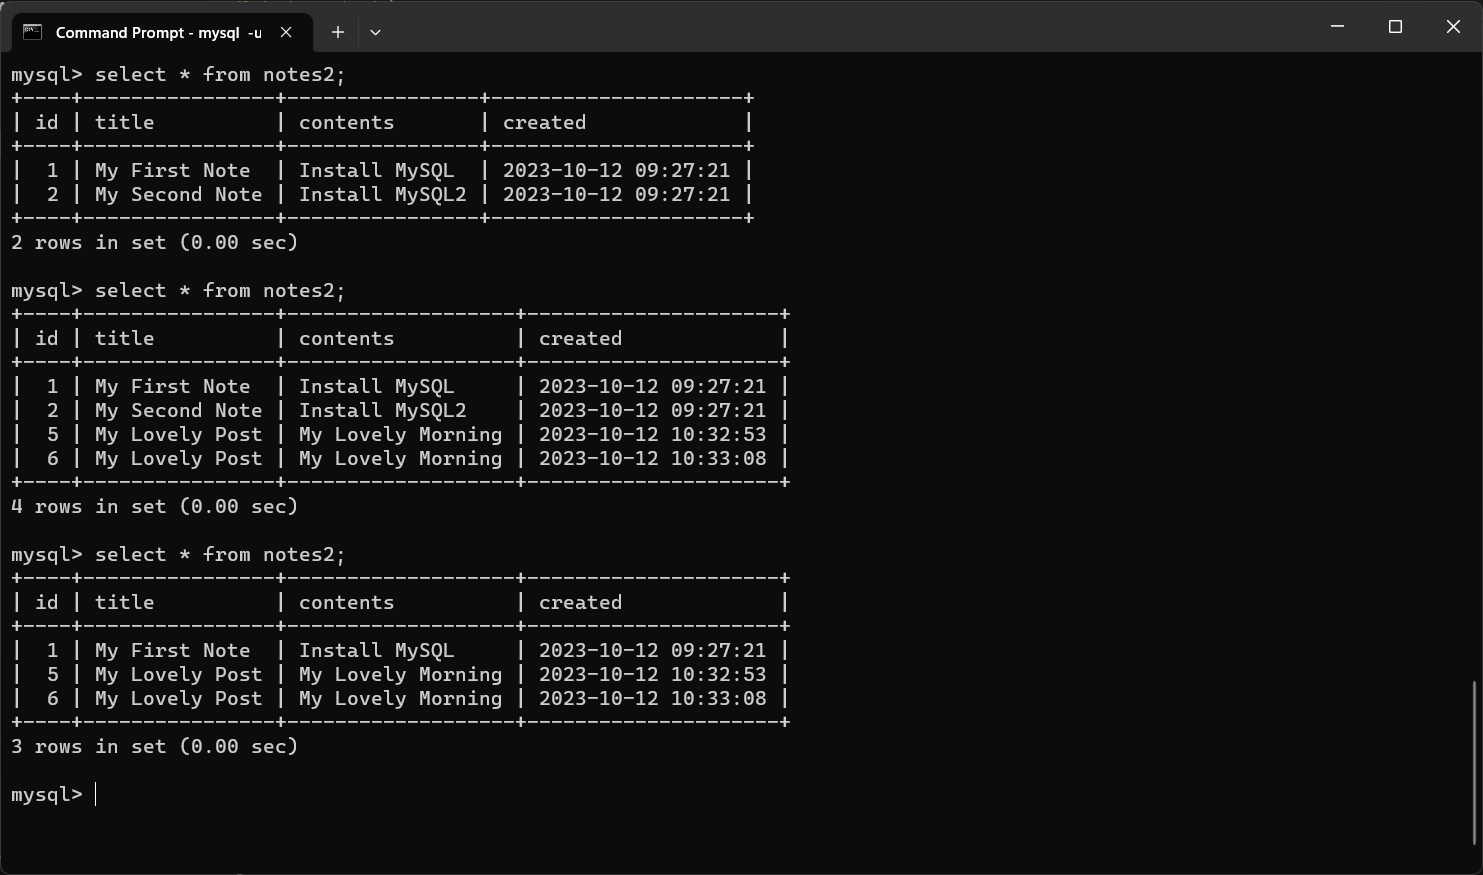 Command Prompt - mysql -u
mysql> select * from notes2;
+----+----------------+----------------+---------------------+
| id | title          | contents       | created             |
+----+----------------+----------------+---------------------+
|  1 | My First Note  | Install MySQL  | 2023-10-12 09:27:21 |
|  2 | My Second Note | Install MySQL2 | 2023-10-12 09:27:21 |
+----+----------------+----------------+---------------------+
2 rows in set (0.00 sec)
mysql> select * from notes2;
+----+----------------+-------------------+---------------------+
| id | title          | contents          | created             |
+----+----------------+-------------------+---------------------+
|  1 | My First Note  | Install MySQL     | 2023-10-12 09:27:21 |
|  2 | My Second Note | Install MySQL2    | 2023-10-12 09:27:21 |
|  5 | My Lovely Post | My Lovely Morning | 2023-10-12 10:32:53 |
|  6 | My Lovely Post | My Lovely Morning | 2023-10-12 10:33:08 |
+----+----------------+-------------------+---------------------+
4 rows in set (0.00 sec)
mysql> select * from notes2;
+----+----------------+-------------------+---------------------+
| id | title          | contents          | created             |
+----+----------------+-------------------+---------------------+
|  1 | My First Note  | Install MySQL     | 2023-10-12 09:27:21 |
|  5 | My Lovely Post | My Lovely Morning | 2023-10-12 10:32:53 |
|  6 | My Lovely Post | My Lovely Morning | 2023-10-12 10:33:08 |
+----+----------------+-------------------+---------------------+
3 rows in set (0.00 sec)
mysql>